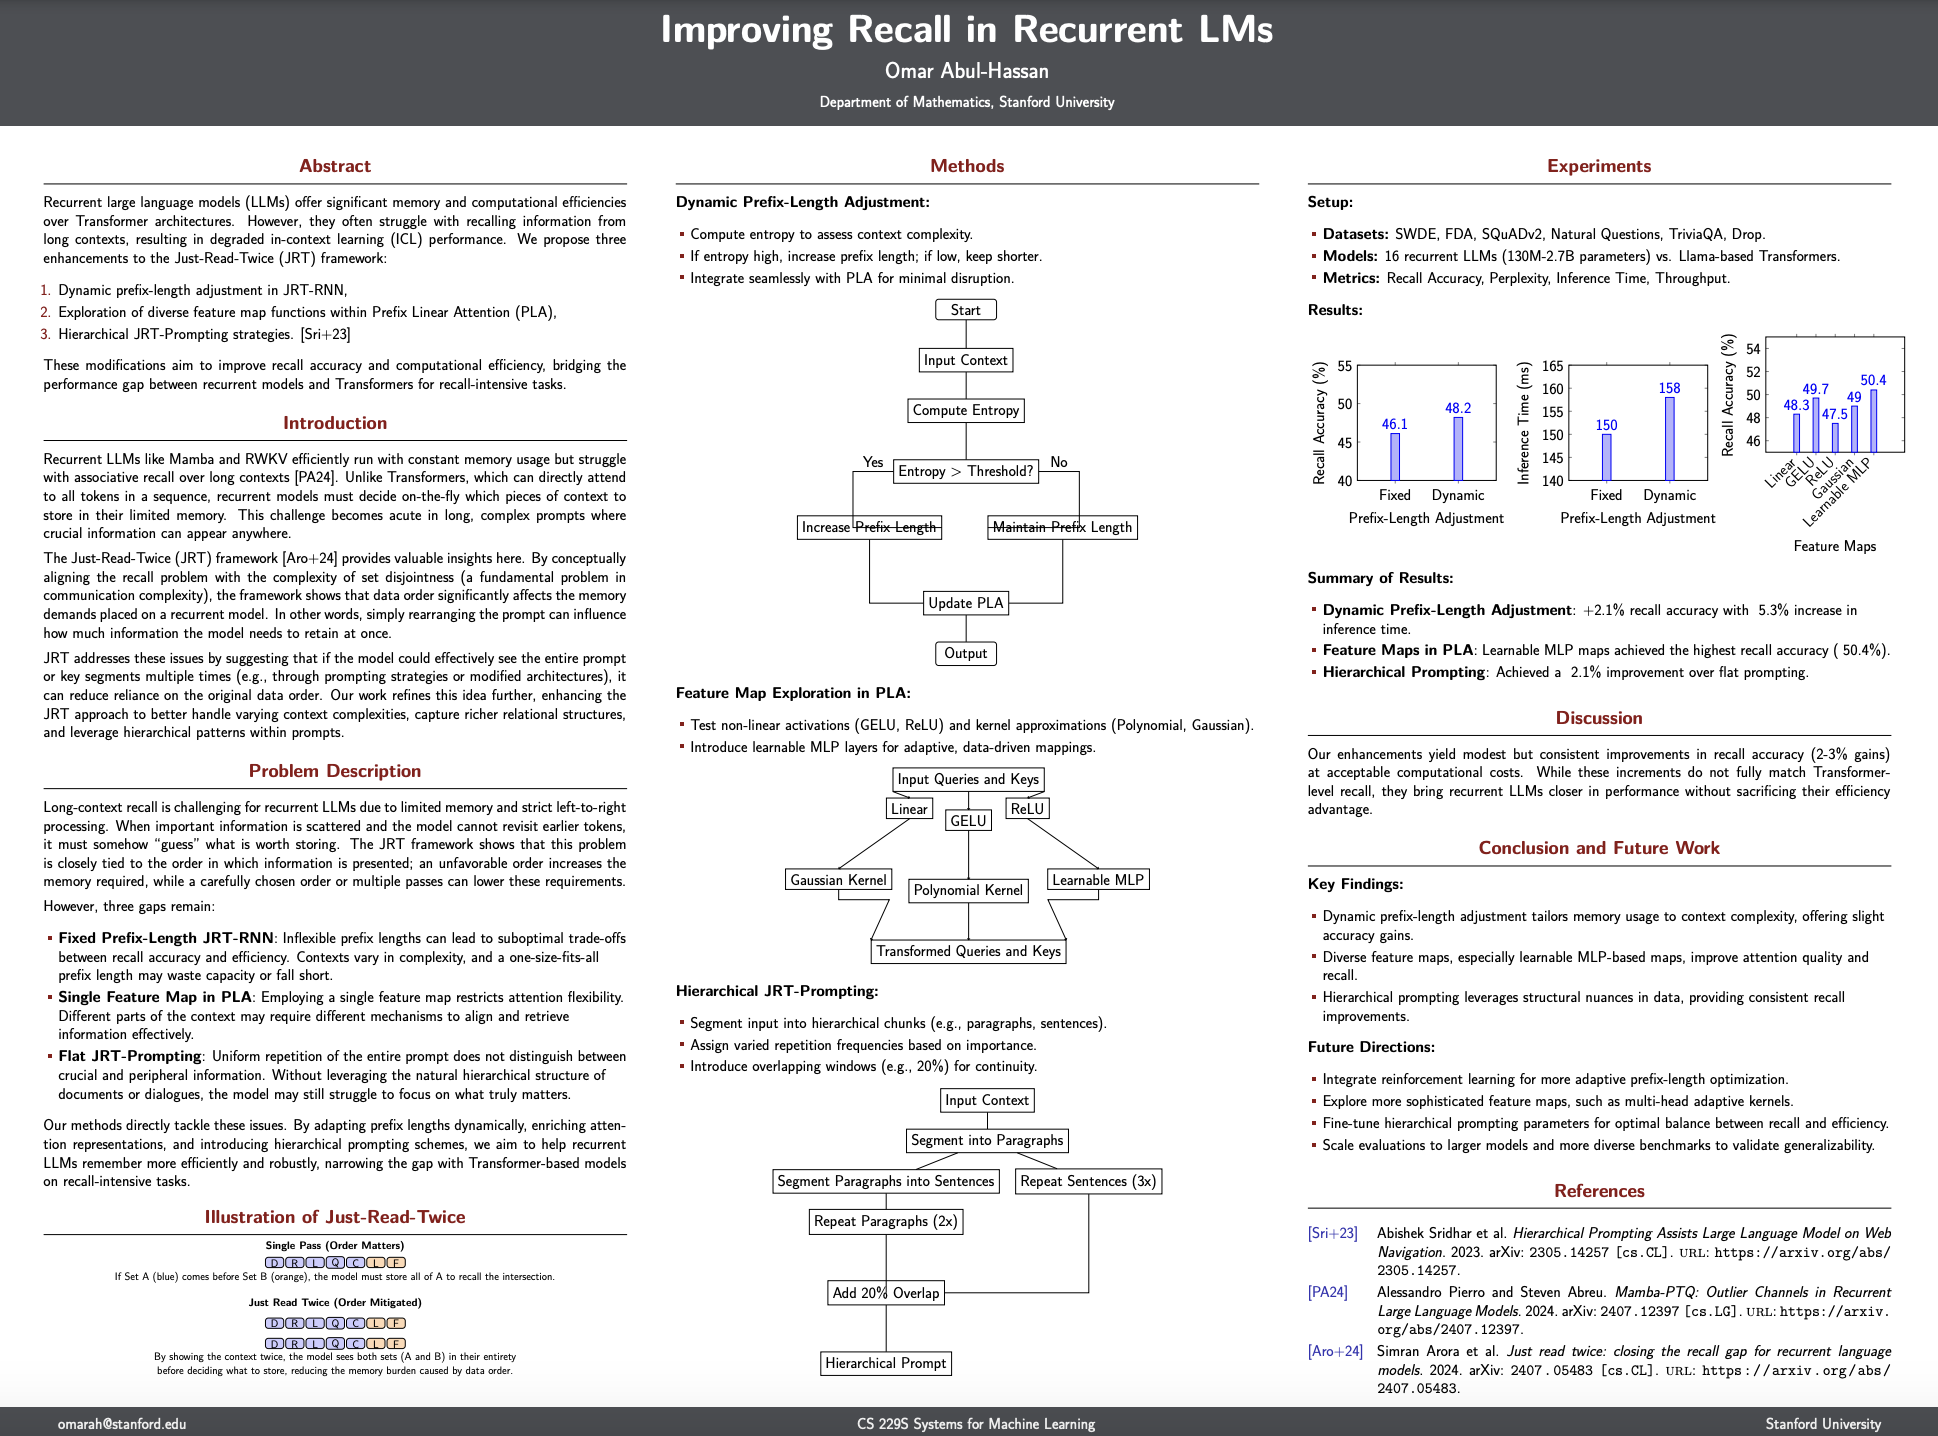 Improving Recall in Recurrent LMs
Omar Abul-Hassan
Department of Mathematics, Stanford University
Abstract
Recurrent large language models (LLMs) offer significant memory and computational efficiencies
over Transformer architectures. However, they often struggle with recalling information from
long contexts, resulting in degraded in-context learning (ICL) performance. We propose three
enhancements to the Just-Read-Twice (JRT) framework:
1. Dynamic prefix-length adjustment in JRT-RNN,
2. Exploration of diverse feature map functions within Prefix Linear Attention (PLA),
3. Hierarchical JRT-Prompting strategies. [Sri+23]
These modifications aim to improve recall accuracy and computational efficiency, bridging the
performance gap between recurrent models and Transformers for recall-intensive tasks.
Introduction
Recurrent LLMs like Mamba and RWKV efficiently run with constant memory usage but struggle
with associative recall over long contexts [PA24]. Unlike Transformers, which can directly attend
to all tokens in a sequence, recurrent models must decide on-the-fly which pieces of context to
store in their limited memory. This challenge becomes acute in long, complex prompts where
crucial information can appear anywhere.
The Just-Read-Twice (JRT) framework [Aro+24] provides valuable insights here. By conceptually
aligning the recall problem with the complexity of set disjointness (a fundamental problem in
communication complexity), the framework shows that data order significantly affects the memory
demands placed on a recurrent model. In other words, simply rearranging the prompt can influence
how much information the model needs to retain at once.
JRT addresses these issues by suggesting that if the model could effectively see the entire prompt
or key segments multiple times (e.g., through prompting strategies or modified architectures), it
can reduce reliance on the original data order. Our work refines this idea further, enhancing the
JRT approach to better handle varying context complexities, capture richer relational structures,
and leverage hierarchical patterns within prompts.
Problem Description
Long-context recall is challenging for recurrent LLMs due to limited memory and strict left-to-right
processing. When important information is scattered and the model cannot revisit earlier tokens,
it must somehow “guess” what is worth storing. The JRT framework shows that this problem
is closely tied to the order in which information is presented; an unfavorable order increases the
memory required, while a carefully chosen order or multiple passes can lower these requirements.
However, three gaps remain:
▪ Fixed Prefix-Length JRT-RNN: Inflexible prefix lengths can lead to suboptimal trade-offs
between recall accuracy and efficiency. Contexts vary in complexity, and a one-size-fits-all
prefix length may waste capacity or fall short.
▪ Single Feature Map in PLA: Employing a single feature map restricts attention flexibility.
Different parts of the context may require different mechanisms to align and retrieve
information effectively.
▪ Flat JRT-Prompting: Uniform repetition of the entire prompt does not distinguish between
crucial and peripheral information. Without leveraging the natural hierarchical structure of
documents or dialogues, the model may still struggle to focus on what truly matters.
Our methods directly tackle these issues. By adapting prefix lengths dynamically, enriching atten-
tion representations, and introducing hierarchical prompting schemes, we aim to help recurrent
LLMs remember more efficiently and robustly, narrowing the gap with Transformer-based models
on recall-intensive tasks.
Illustration of Just-Read-Twice
Single Pass (Order Matters)
D R L Q C L F
If Set A (blue) comes before Set B (orange), the model must store all of A to recall the intersection.
Just Read Twice (Order Mitigated)
D R L Q C L F
D R L Q C L F
By showing the context twice, the model sees both sets (A and B) in their entirety
before deciding what to store, reducing the memory burden caused by data order.
Methods
Dynamic Prefix-Length Adjustment:
▪ Compute entropy to assess context complexity.
▪ If entropy high, increase prefix length; if low, keep shorter.
▪ Integrate seamlessly with PLA for minimal disruption.
Start
Input Context
Compute Entropy
Yes Entropy > Threshold? No
Increase Prefix Length Maintain Prefix Length
Update PLA
Output
Feature Map Exploration in PLA:
▪ Test non-linear activations (GELU, ReLU) and kernel approximations (Polynomial, Gaussian).
▪ Introduce learnable MLP layers for adaptive, data-driven mappings.
Input Queries and Keys
Linear GELU ReLU
Gaussian Kernel Polynomial Kernel Learnable MLP
Transformed Queries and Keys
Hierarchical JRT-Prompting:
▪ Segment input into hierarchical chunks (e.g., paragraphs, sentences).
▪ Assign varied repetition frequencies based on importance.
▪ Introduce overlapping windows (e.g., 20%) for continuity.
Input Context
Segment into Paragraphs
Segment Paragraphs into Sentences Repeat Sentences (3x)
Repeat Paragraphs (2x)
Add 20% Overlap
Hierarchical Prompt
Experiments
Setup:
▪ Datasets: SWDE, FDA, SQuADv2, Natural Questions, TriviaQA, Drop.
▪ Models: 16 recurrent LLMs (130M-2.7B parameters) vs. Llama-based Transformers.
▪ Metrics: Recall Accuracy, Perplexity, Inference Time, Throughput.
Results:
Recall Accuracy (%)
55
50
45
40
46.1
48.2
Fixed Dynamic
Prefix-Length Adjustment
Inference Time (ms)
165
160
155
150
145
140
150
158
Fixed Dynamic
Prefix-Length Adjustment
Recall Accuracy (%)
54
52
50
48
46
48.3
49.7
47.5
49
50.4
Linear
GELU
ReLU
Gaussian
Learnable MLP
Feature Maps
Summary of Results:
▪ Dynamic Prefix-Length Adjustment: +2.1% recall accuracy with 5.3% increase in
inference time.
▪ Feature Maps in PLA: Learnable MLP maps achieved the highest recall accuracy ( 50.4%).
▪ Hierarchical Prompting: Achieved a 2.1% improvement over flat prompting.
Discussion
Our enhancements yield modest but consistent improvements in recall accuracy (2-3% gains)
at acceptable computational costs. While these increments do not fully match Transformer-
level recall, they bring recurrent LLMs closer in performance without sacrificing their efficiency
advantage.
Conclusion and Future Work
Key Findings:
▪ Dynamic prefix-length adjustment tailors memory usage to context complexity, offering slight
accuracy gains.
▪ Diverse feature maps, especially learnable MLP-based maps, improve attention quality and
recall.
▪ Hierarchical prompting leverages structural nuances in data, providing consistent recall
improvements.
Future Directions:
▪ Integrate reinforcement learning for more adaptive prefix-length optimization.
▪ Explore more sophisticated feature maps, such as multi-head adaptive kernels.
▪ Fine-tune hierarchical prompting parameters for optimal balance between recall and efficiency.
▪ Scale evaluations to larger models and more diverse benchmarks to validate generalizability.
References
[Sri+23] Abishek Sridhar et al. Hierarchical Prompting Assists Large Language Model on Web
Navigation. 2023. arXiv: 2305.14257 [cs.CL]. URL: https://arxiv.org/abs/
2305.14257.
[PA24] Alessandro Pierro and Steven Abreu. Mamba-PTQ: Outlier Channels in Recurrent
Large Language Models. 2024. arXiv: 2407.12397 [cs.LG]. URL: https://arxiv.
org/abs/2407.12397.
[Aro+24] Simran Arora et al. Just read twice: closing the recall gap for recurrent language
models. 2024. arXiv: 2407.05483 [cs.CL]. URL: https://arxiv.org/abs/
2407.05483.
omarah@stanford.edu CS 229S Systems for Machine Learning Stanford University